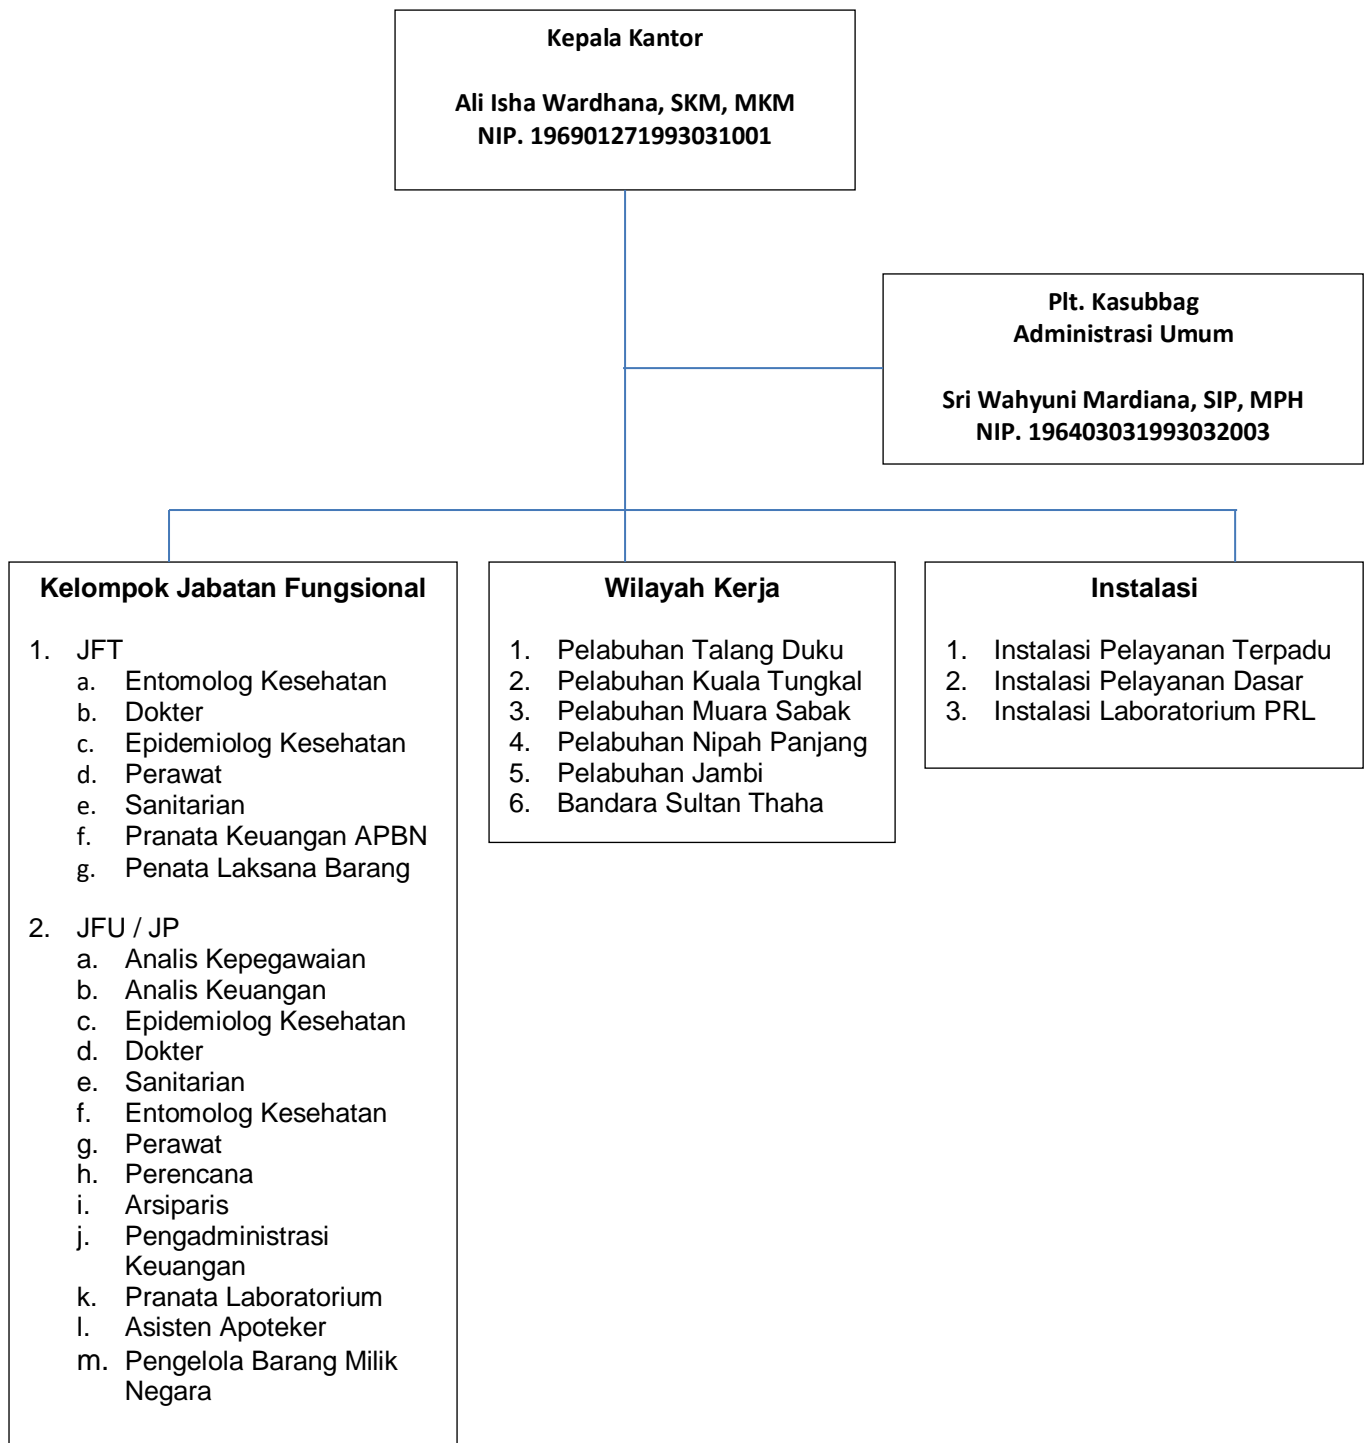 Kepala Kantor
Ali Isha Wardhana, SKM, MKM
NIP. 196901271993031001
Plt. Kasubbag
Administrasi Umum
Sri Wahyuni Mardiana, SIP, MPH
NIP. 196403031993032003
Kelompok Jabatan Fungsional
1. JFT
a. Entomolog Kesehatan
b. Dokter
c. Epidemiolog Kesehatan
d. Perawat
e. Sanitarian
f. Pranata Keuangan APBN
g. Penata Laksana Barang
2. JFU / JP
a. Analis Kepegawaian
b. Analis Keuangan
c. Epidemiolog Kesehatan
d. Dokter
e. Sanitarian
f. Entomolog Kesehatan
g. Perawat
h. Perencana
i. Arsiparis
j. Pengadministrasi
Keuangan
k. Pranata Laboratorium
l. Asisten Apoteker
m. Pengelola Barang Milik
Negara
Wilayah Kerja
1. Pelabuhan Talang Duku
2. Pelabuhan Kuala Tungkal
3. Pelabuhan Muara Sabak
4. Pelabuhan Nipah Panjang
5. Pelabuhan Jambi
6. Bandara Sultan Thaha
Instalasi
1. Instalasi Pelayanan Terpadu
2. Instalasi Pelayanan Dasar
3. Instalasi Laboratorium PRL